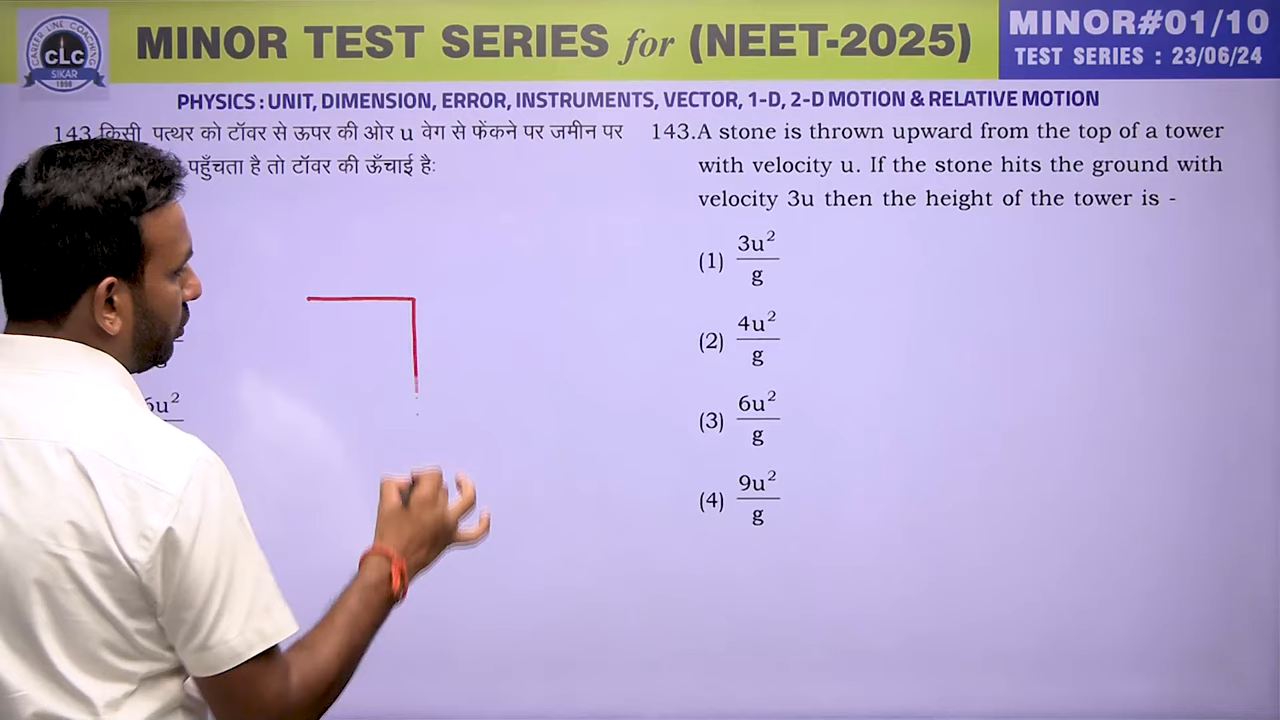 CAREER LINE COACHING
CLC
SIKAR
1996
MINOR TEST SERIES for (NEET-2025)
MINOR#01/10
TEST SERIES : 23/06/24
PHYSICS : UNIT, DIMENSION, ERROR, INSTRUMENTS, VECTOR, 1-D, 2-D MOTION & RELATIVE MOTION
143.किसी पत्थर को टॉवर से ऊपर की ओर u वेग से फेंकने पर जमीन पर
पहुँचता है तो टॉवर की ऊँचाई है:
6u²
143.A stone is thrown upward from the top of a tower
with velocity u. If the stone hits the ground with
velocity 3u then the height of the tower is -
(1) 3u²/g
(2) 4u²/g
(3) 6u²/g
(4) 9u²/g